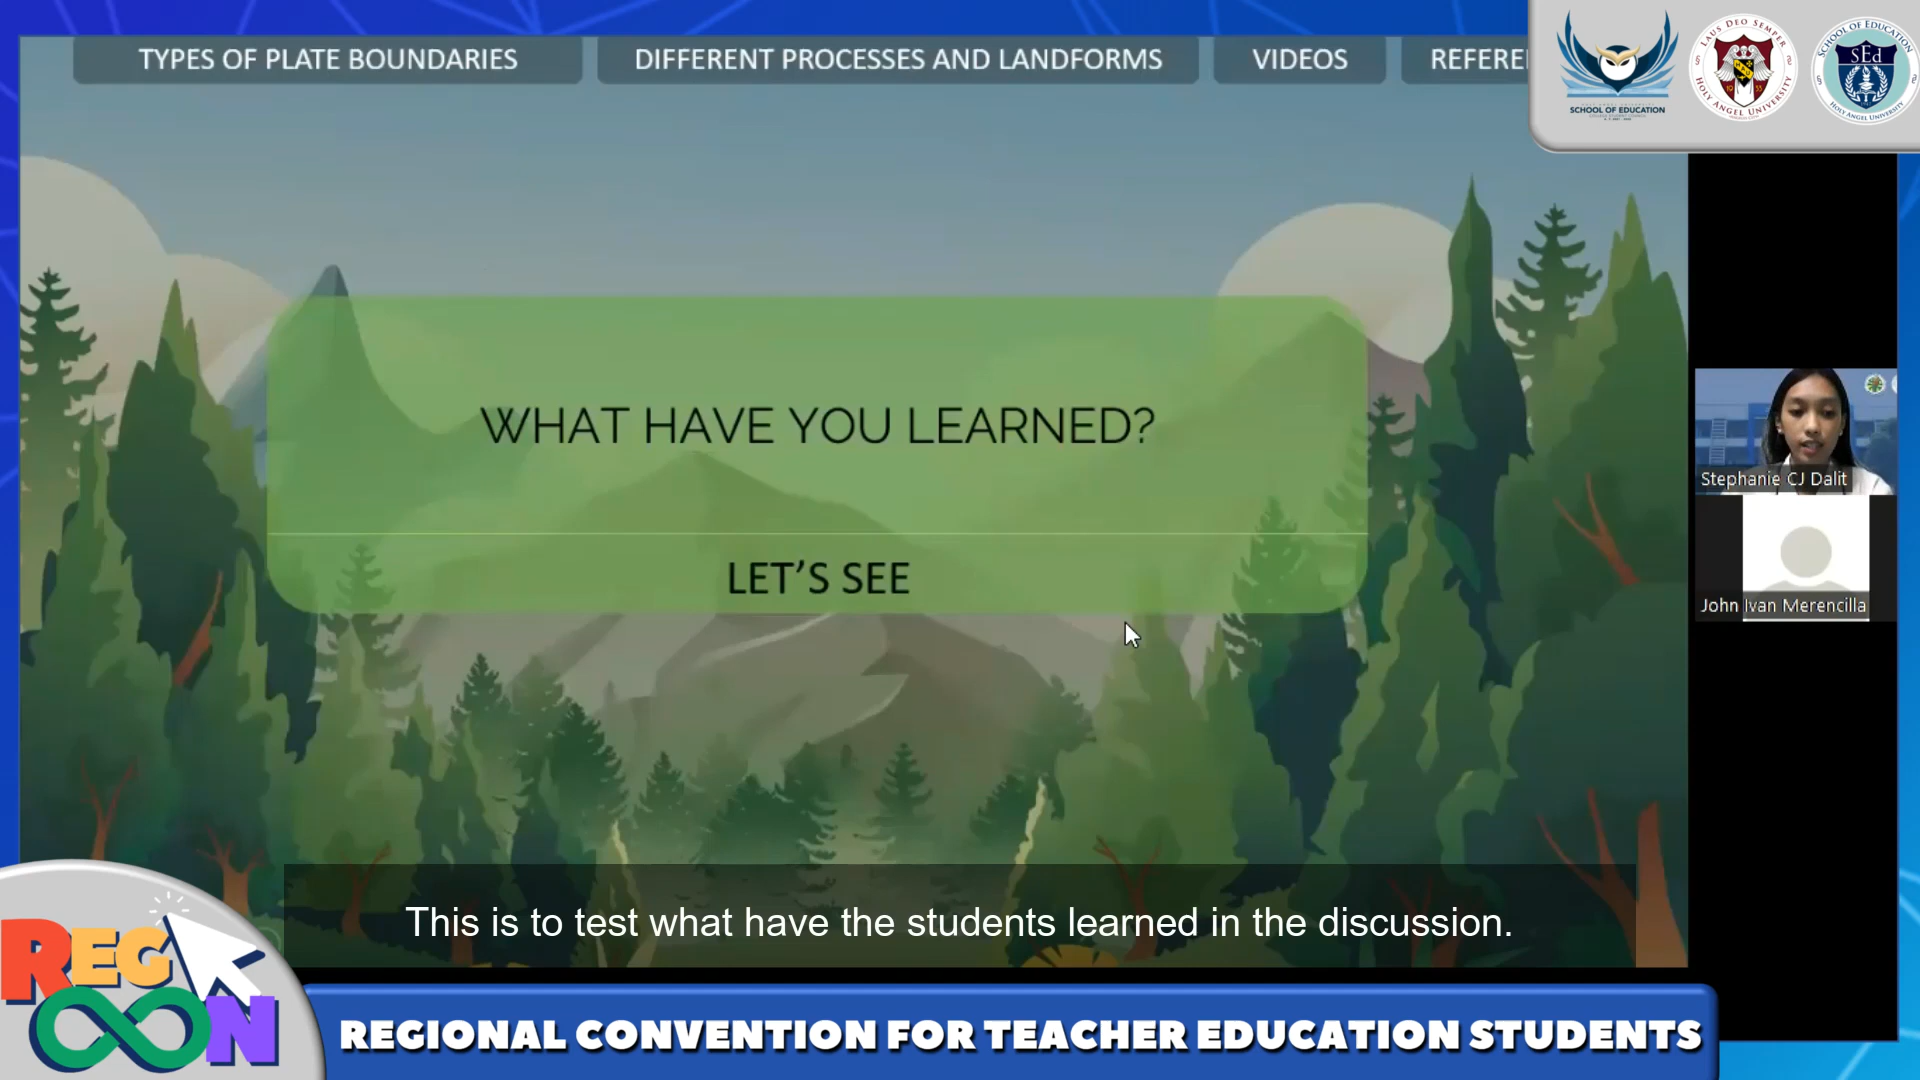 TYPES OF PLATE BOUNDARIES
DIFFERENT PROCESSES AND LANDFORMS
VIDEOS
REFERE
SCHOOL OF EDUCATION
LAUS DEO SEMPER
HOLY ANGEL UNIVERSITY
1933
SCHOOL OF EDUCATION
SEd
HOLY ANGEL UNIVERSITY
WHAT HAVE YOU LEARNED?
LET'S SEE
Stephanie CJ Dalit
John Ivan Merencilla
This is to test what have the students learned in the discussion.
REGCON
REGIONAL CONVENTION FOR TEACHER EDUCATION STUDENTS